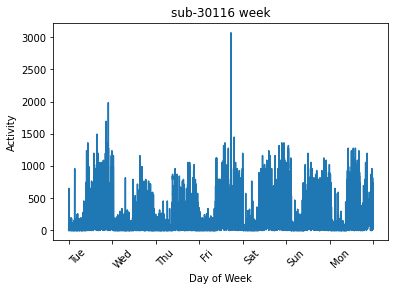 sub-30116 week
3000
2500
2000
1500
1000
500
0
Activity
Tue
Wed
Thu
Fri
Sat
Sun
Mon
Day of Week